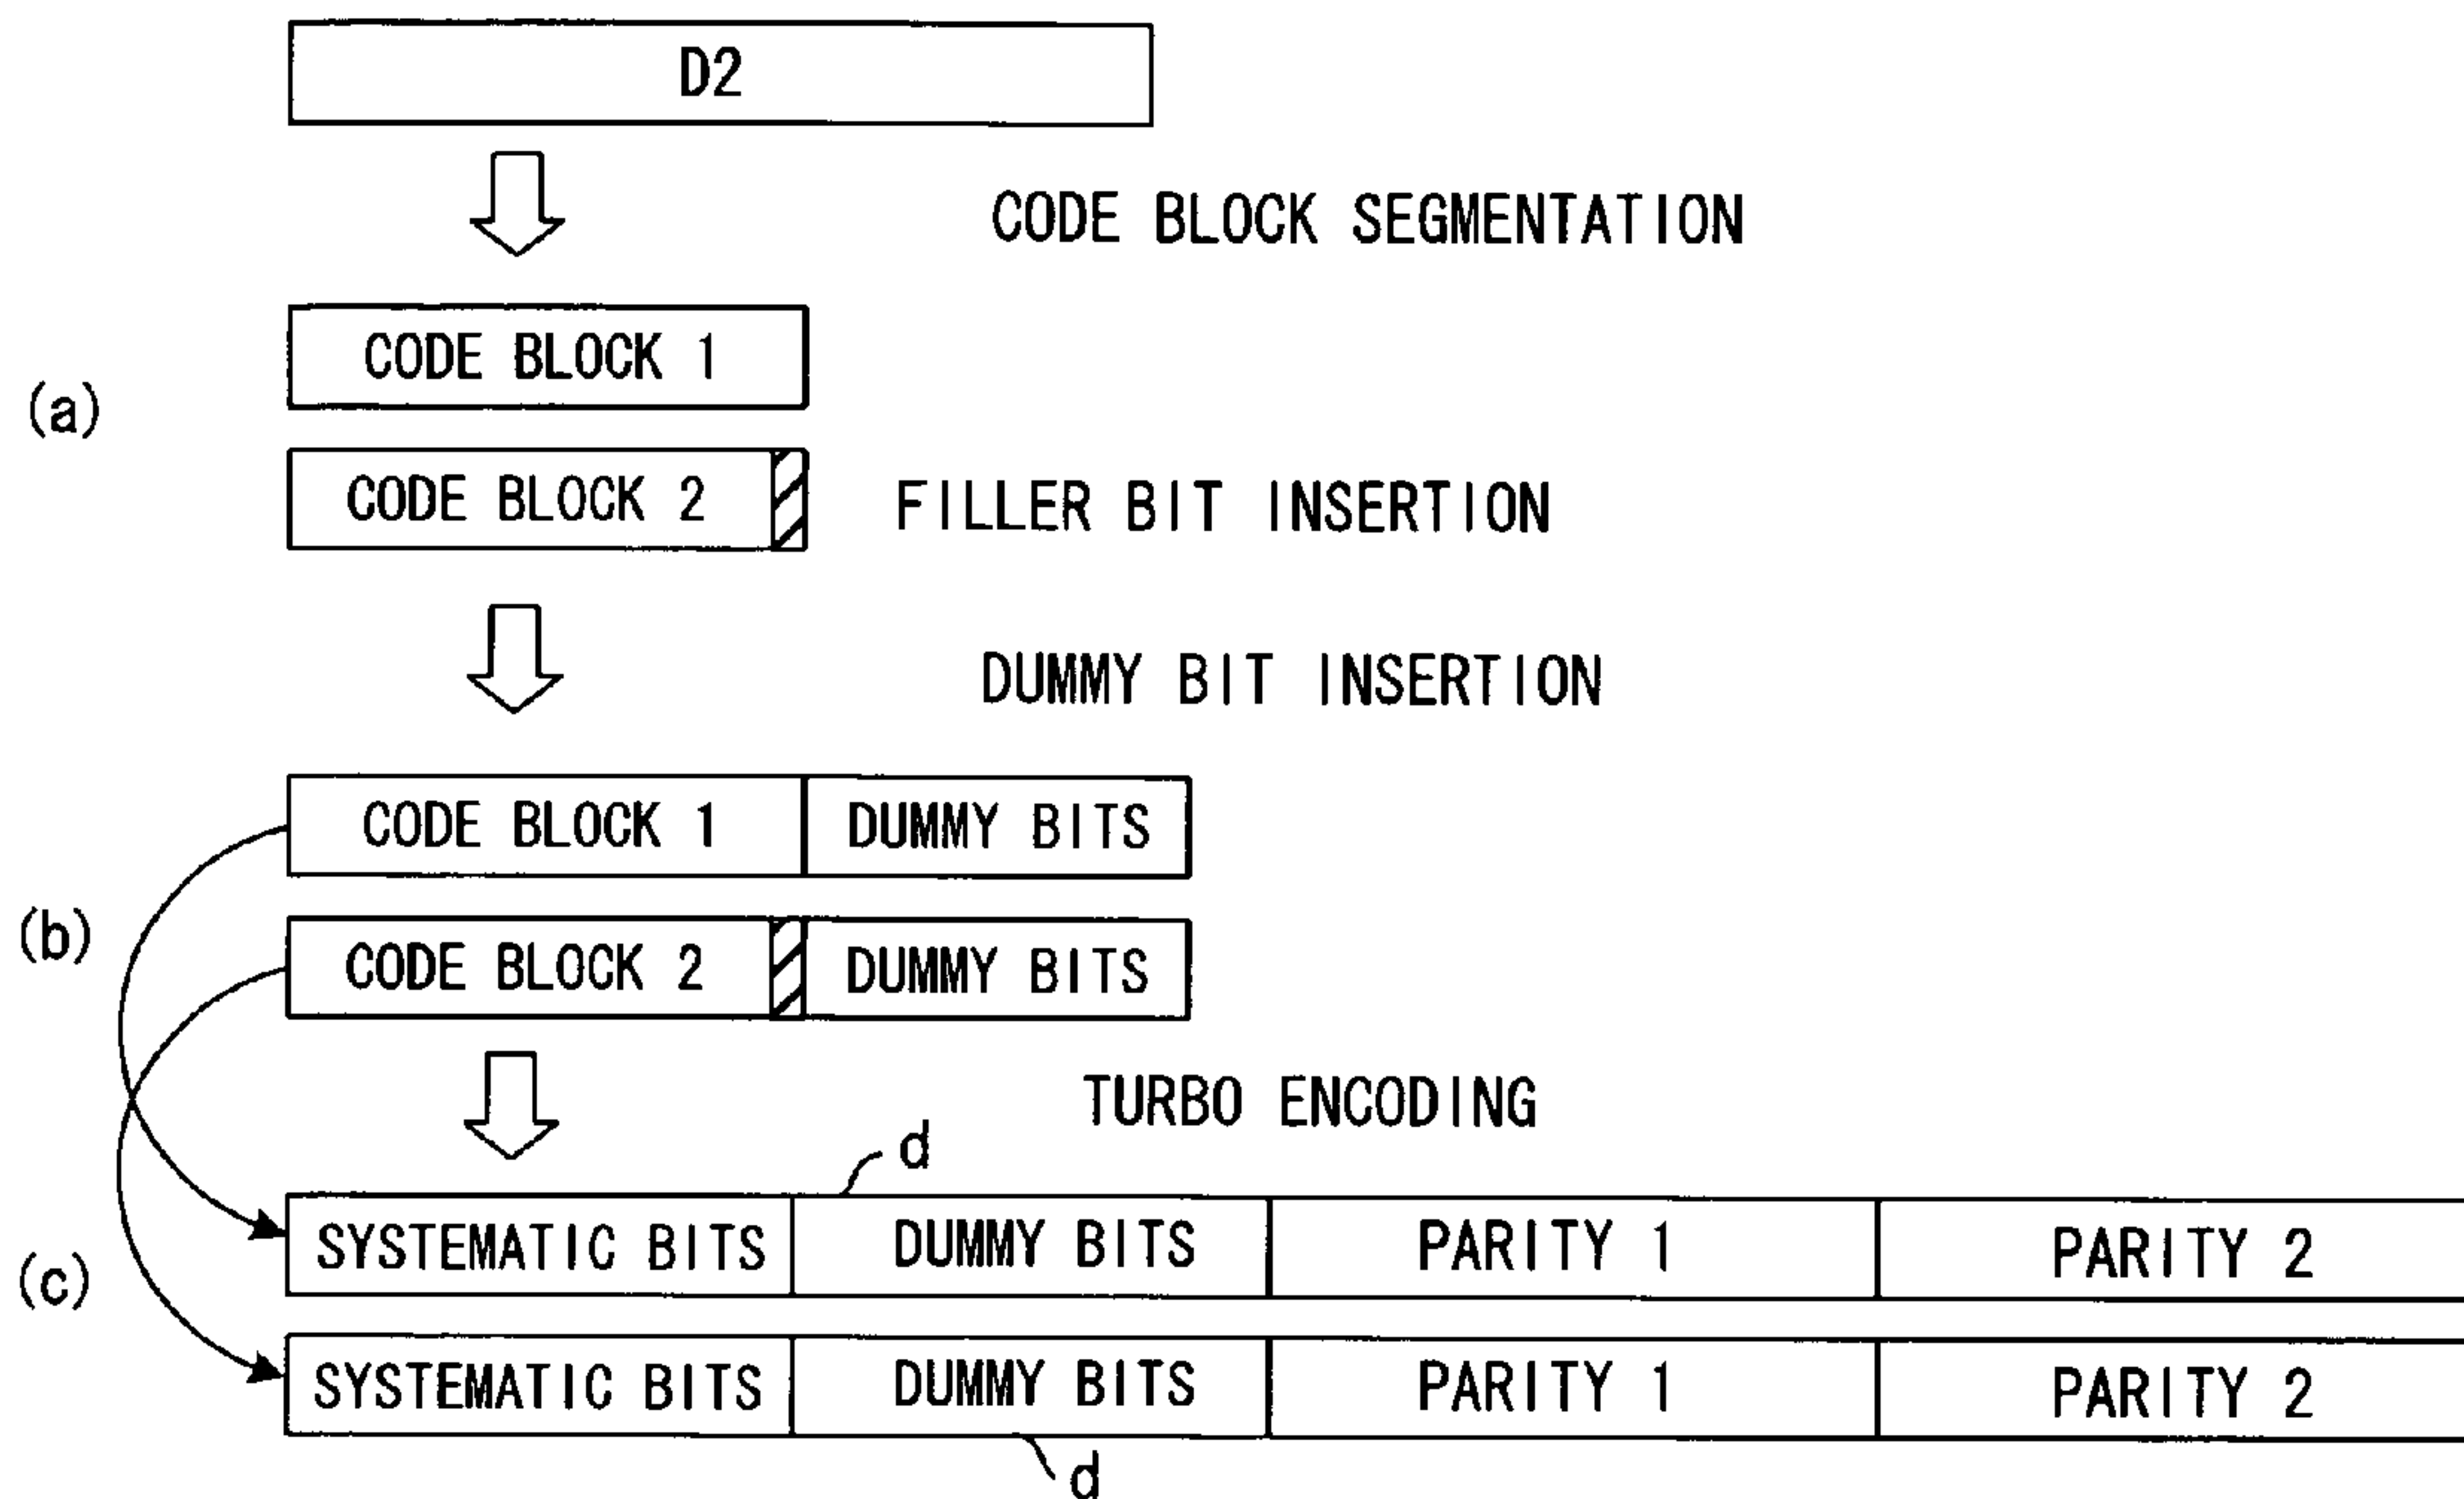 D2
CODE BLOCK SEGMENTATION
CODE BLOCK 1
(a)
CODE BLOCK 2
FILLER BIT INSERTION
DUMMY BIT INSERTION
CODE BLOCK 1 DUMMY BITS
(b)
CODE BLOCK 2 DUMMY BITS
TURBO ENCODING
d
SYSTEMATIC BITS DUMMY BITS PARITY 1 PARITY 2
(c)
SYSTEMATIC BITS DUMMY BITS PARITY 1 PARITY 2
d